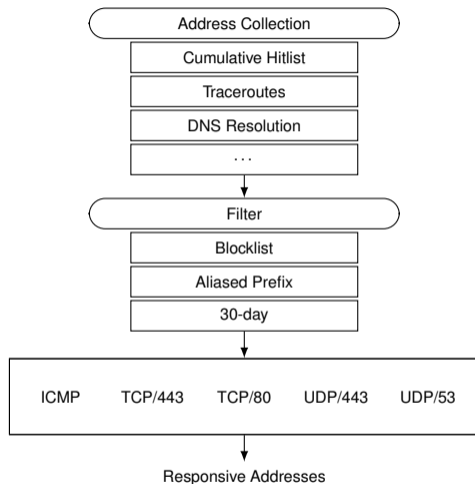 Address Collection
Cumulative Hitlist
Traceroutes
DNS Resolution
...
Filter
Blocklist
Aliased Prefix
30-day
ICMP TCP/443 TCP/80 UDP/443 UDP/53
Responsive Addresses